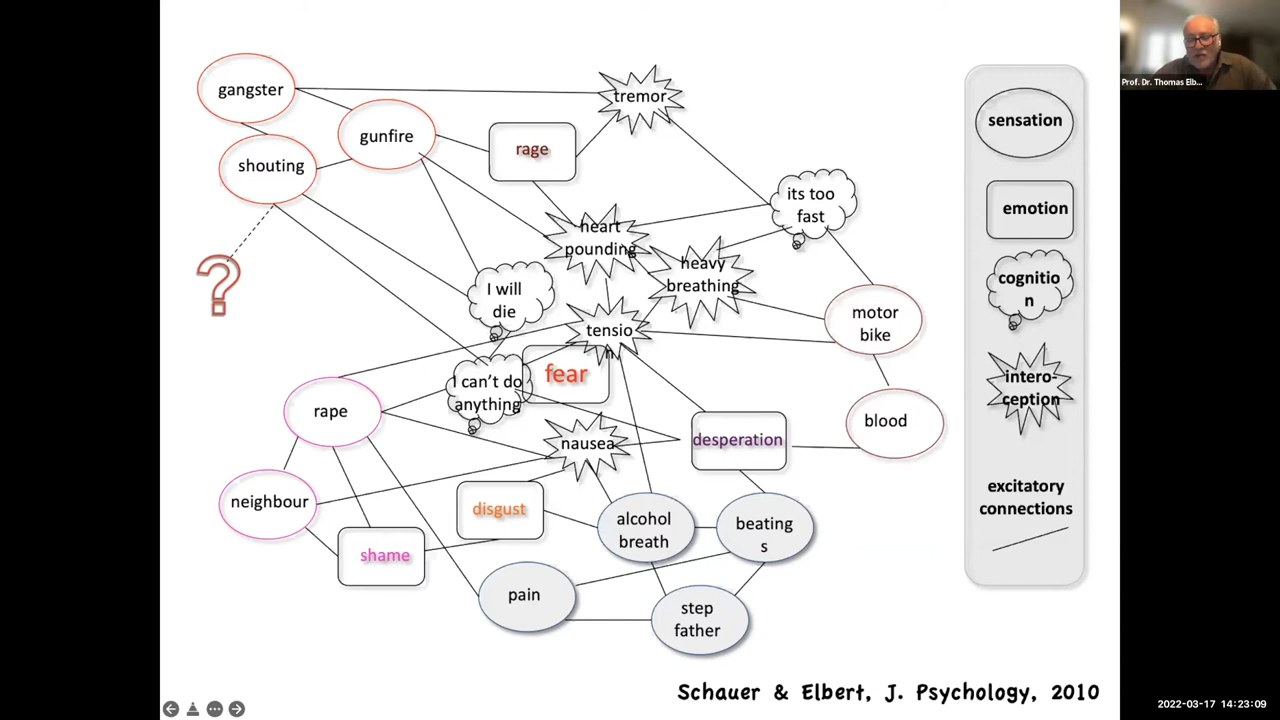 gangster
tremor
gunfire
rage
shouting
its too
fast
heart
pounding
heavy
breathing
?
I will
die
tensio
n
motor
bike
fear
I can't do
anything
rape
blood
nausea
desperation
neighbour
disgust
alcohol
breath
beating
s
shame
pain
step
father
sensation
emotion
cognitio
n
intero-
ception
excitatory
connections
Schauer & Elbert, J. Psychology, 2010
Prof. Dr. Thomas Elb...
2022-03-17 14:23:09